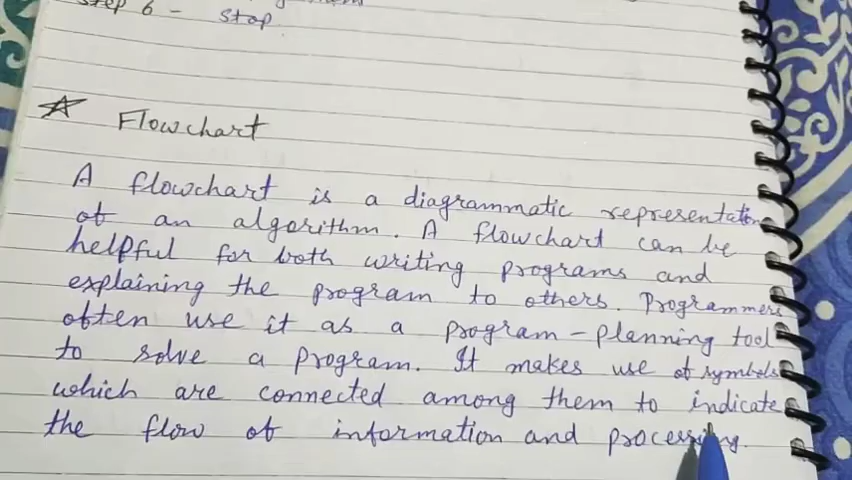 Step 6 - Stop
Flowchart
A flowchart is a diagrammatic representation
of an algorithm. A flowchart can be
helpful for both writing programs and
explaining the program to others. Programmers
often use it as a program-planning tool
to solve a program. It makes use of symbols
which are connected among them to indicate
the flow of information and processing.